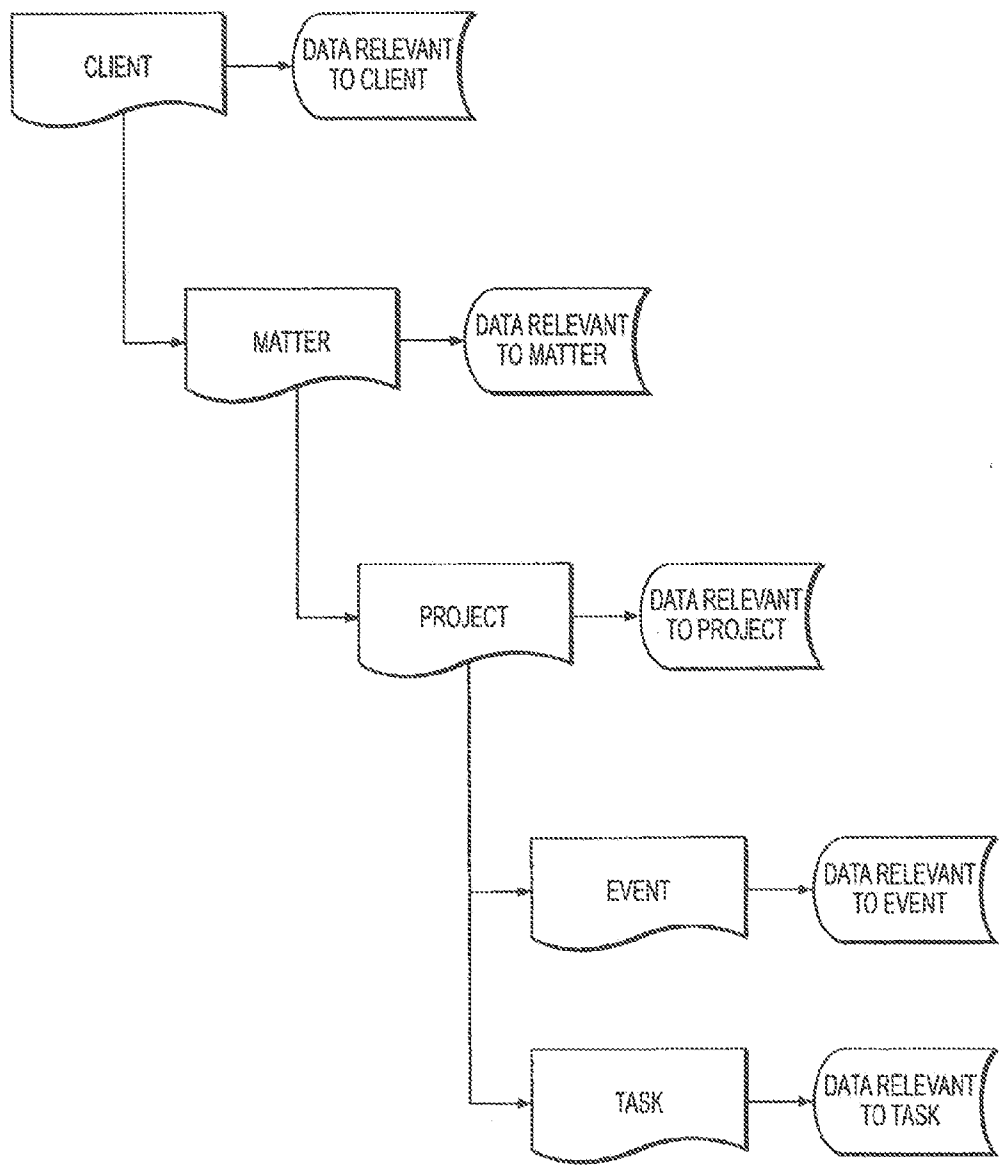 CLIENT
DATA RELEVANT
TO CLIENT
MATTER
DATA RELEVANT
TO MATTER
PROJECT
DATA RELEVANT
TO PROJECT
EVENT
DATA RELEVANT
TO EVENT
TASK
DATA RELEVANT
TO TASK